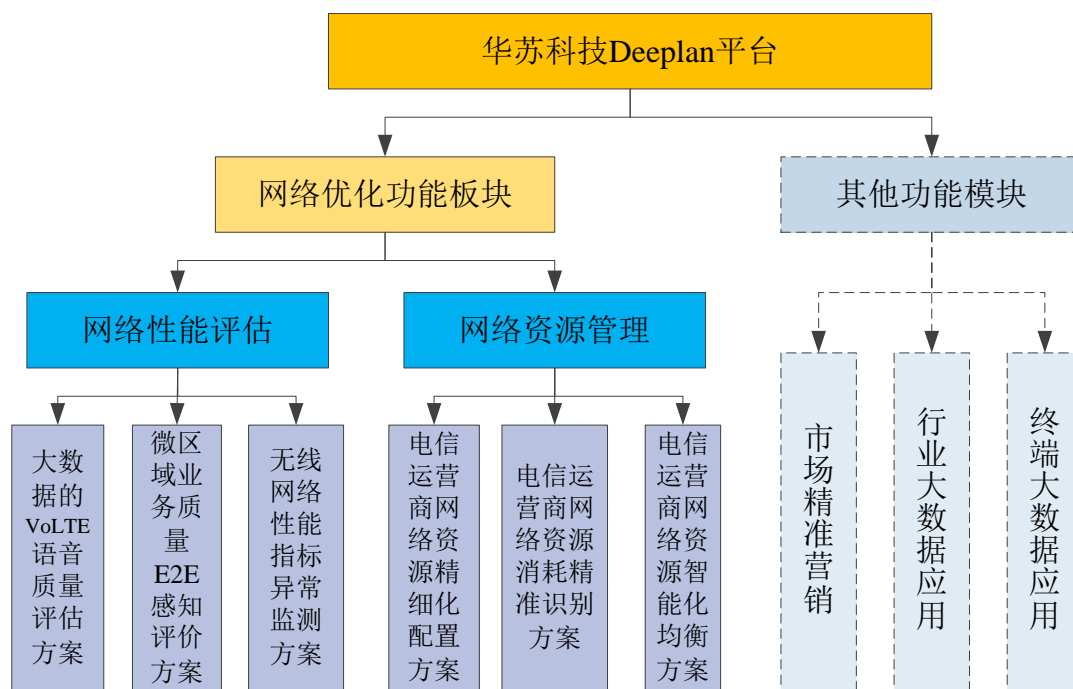 华苏科技Deeplan平台
网络优化功能板块
其他功能模块
网络性能评估
网络资源管理
大数
据的
VoLTE
语音
质量
评估
方案
微区
域业
务质
量
E2E
感知
评价
方案
无线
网络
性能
指标
异常
监测
方案
电信
运营
商网
络资
源精
细化
配置
方案
电信运
营商网
络资源
消耗精
准识别
方案
电信
运营
商网
络资
源智
能化
均衡
方案
市场精准营销
行业大数据应用
终端大数据应用